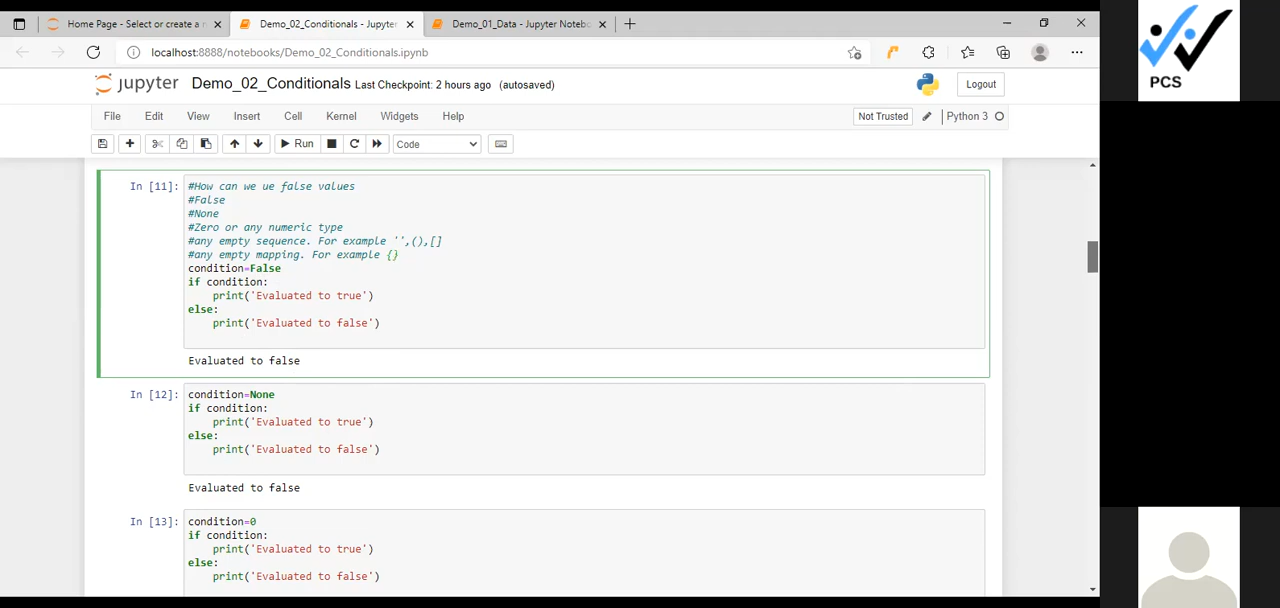 Home Page - Select or create a n
Demo_02_Conditionals - Jupyter
Demo_01_Data - Jupyter Notebo
localhost:8888/notebooks/Demo_02_Conditionals.ipynb
PCS
jupyter Demo_02_Conditionals Last Checkpoint: 2 hours ago (autosaved)
Logout
File Edit View Insert Cell Kernel Widgets Help
Not Trusted
Python 3
Run
Code
In [11]:
#How can we ue false values
#False
#None
#Zero or any numeric type
#any empty sequence. For example '',(),[]
#any empty mapping. For example {}
condition=False
if condition:
    print('Evaluated to true')
else:
    print('Evaluated to false')
Evaluated to false
In [12]:
condition=None
if condition:
    print('Evaluated to true')
else:
    print('Evaluated to false')
Evaluated to false
In [13]:
condition=0
if condition:
    print('Evaluated to true')
else:
    print('Evaluated to false')